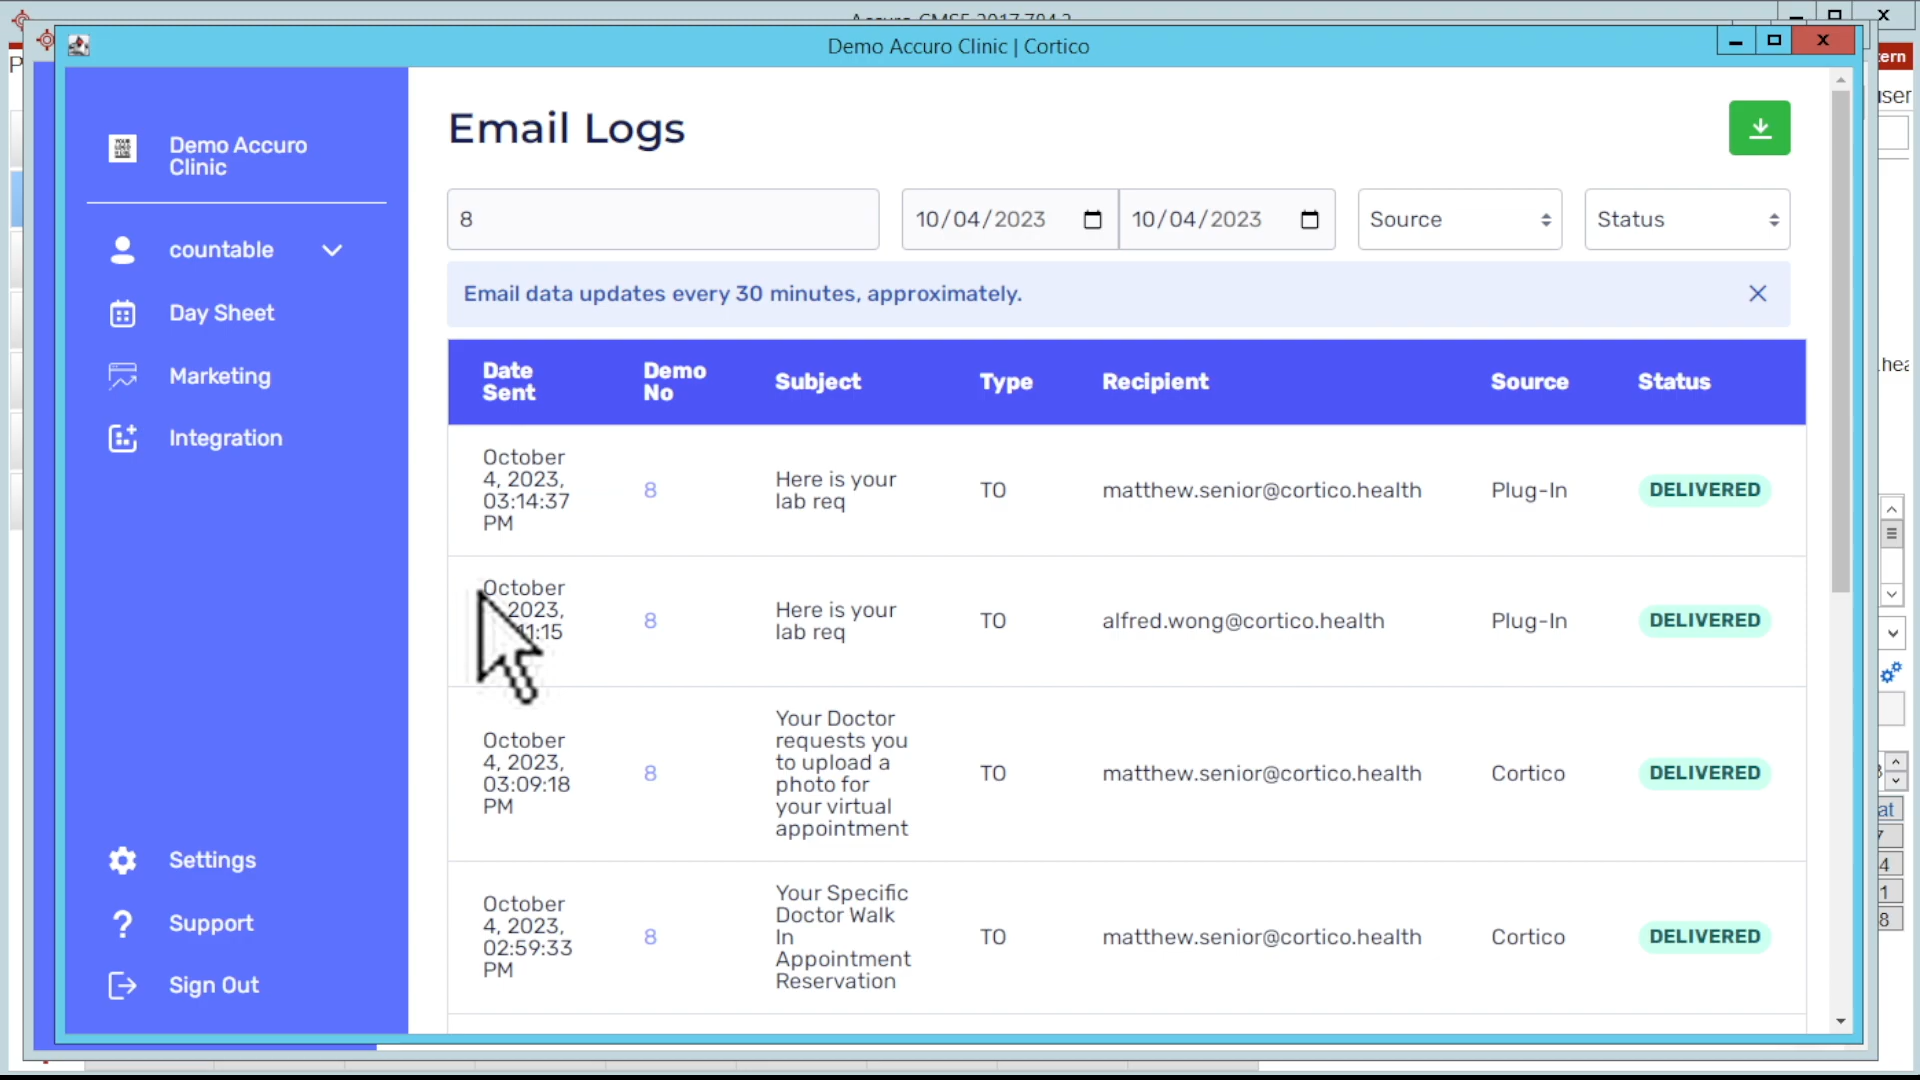 Demo Accuro Clinic | Cortico
Demo Accuro
Clinic
countable
Day Sheet
Marketing
Integration
Settings
Support
Sign Out
Email Logs
8
10/04/2023
10/04/2023
Source
Status
Email data updates every 30 minutes, approximately.
Date Sent
Demo No
Subject
Type
Recipient
Source
Status
October
4, 2023,
03:14:37
PM
8
Here is your
lab req
TO
matthew.senior@cortico.health
Plug-In
DELIVERED
October
2023,
11:15
8
Here is your
lab req
TO
alfred.wong@cortico.health
Plug-In
DELIVERED
October
4, 2023,
03:09:18
PM
8
Your Doctor
requests you
to upload a
photo for
your virtual
appointment
TO
matthew.senior@cortico.health
Cortico
DELIVERED
October
4, 2023,
02:59:33
PM
8
Your Specific
Doctor Walk
In
Appointment
Reservation
TO
matthew.senior@cortico.health
Cortico
DELIVERED